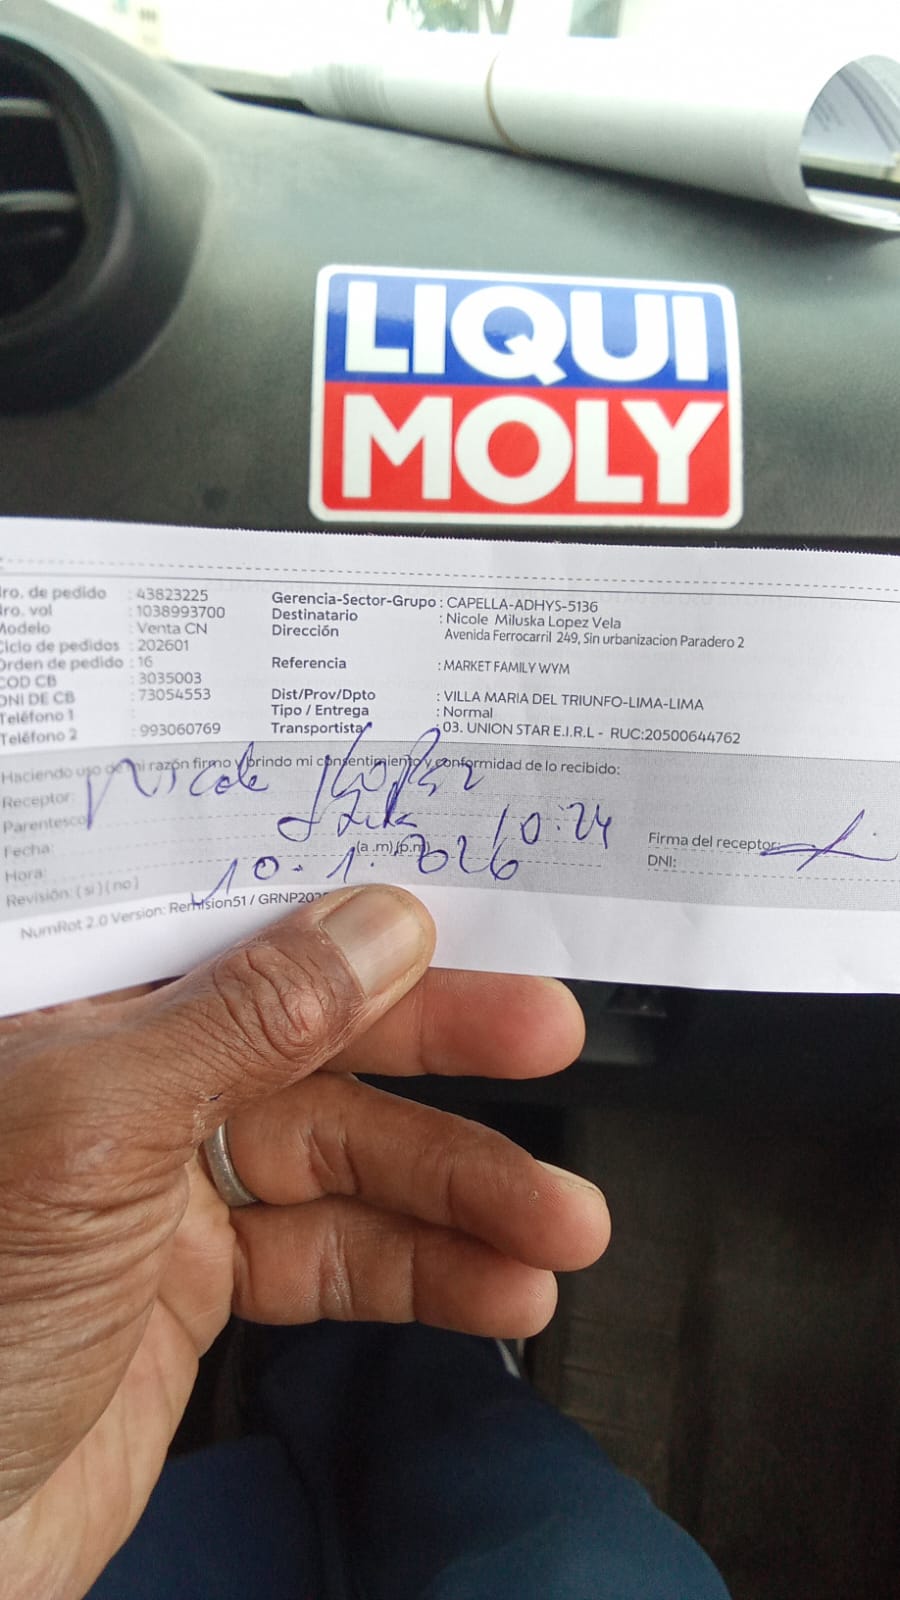 LIQUI
MOLY
ro. de pedido : 43823225
ro. vol : 1038993700
Modelo : Venta CN
Ciclo de pedidos : 202601
Orden de pedido : 16
COD CB : 3035003
DNI DE CB : 73054553
Teléfono 1 :
Teléfono 2 : 993060769
Gerencia-Sector-Grupo : CAPELLA-ADHYS-5136
Destinatario : Nicole Miluska Lopez Vela
Dirección Avenida Ferrocarril 249, Sin urbanizacion Paradero 2
Referencia : MARKET FAMILY WYM
Dist/Prov/Dpto : VILLA MARIA DEL TRIUNFO-LIMA-LIMA
Tipo / Entrega : Normal
Transportista : 03. UNION STAR E.I.R.L - RUC:20500644762
Haciendo uso de mi razón firmo y brindo mi consentimiento y conformidad de lo recibido:
Receptor: Nicole
Parentesco
Fecha: 10:24
Hora: (a.m)/(p.m) 10.1.2026
Revisión: ( si ) ( no )
Firma del receptor:
DNI:
NumRot 2.0 Version: Remision51 / GRNP202